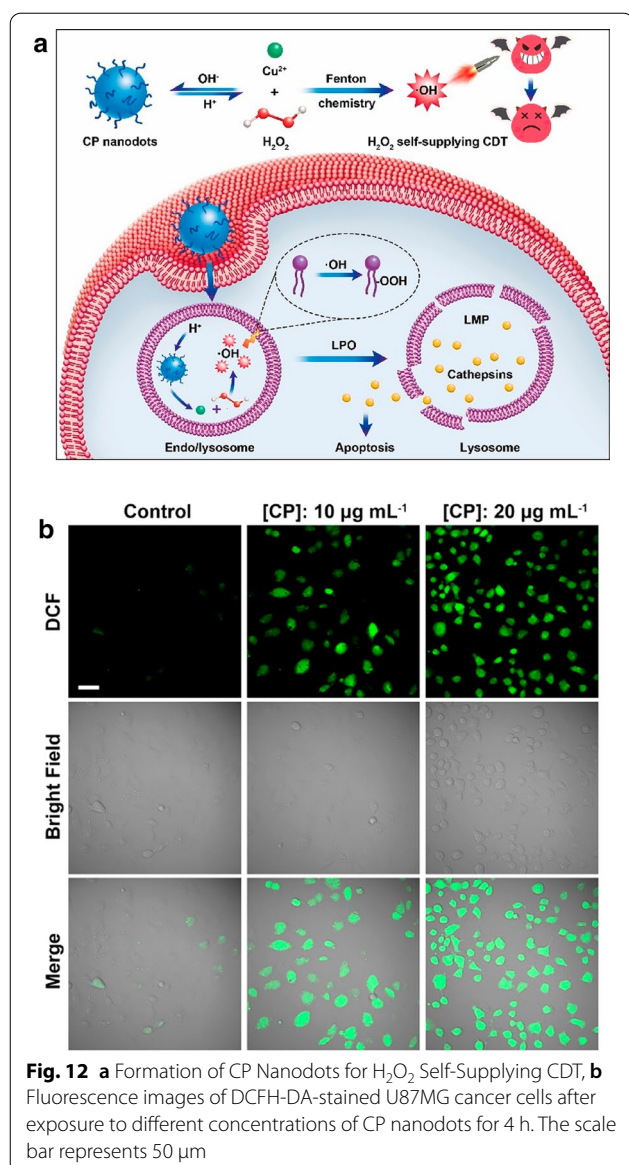 a
OH-
H+
Cu2+
+
Fenton
chemistry
·OH
CP nanodots
H2O2
H2O2 self-supplying CDT
·OH
·OOH
H+
·OH
+
LPO
LMP
Cathepsins
Endo/lysosome
Apoptosis
Lysosome
b
Control
[CP]: 10 μg mL-1
[CP]: 20 μg mL-1
DCF
Bright Field
Merge
Fig. 12 a Formation of CP Nanodots for H2O2 Self-Supplying CDT, b
Fluorescence images of DCFH-DA-stained U87MG cancer cells after
exposure to different concentrations of CP nanodots for 4 h. The scale
bar represents 50 μm